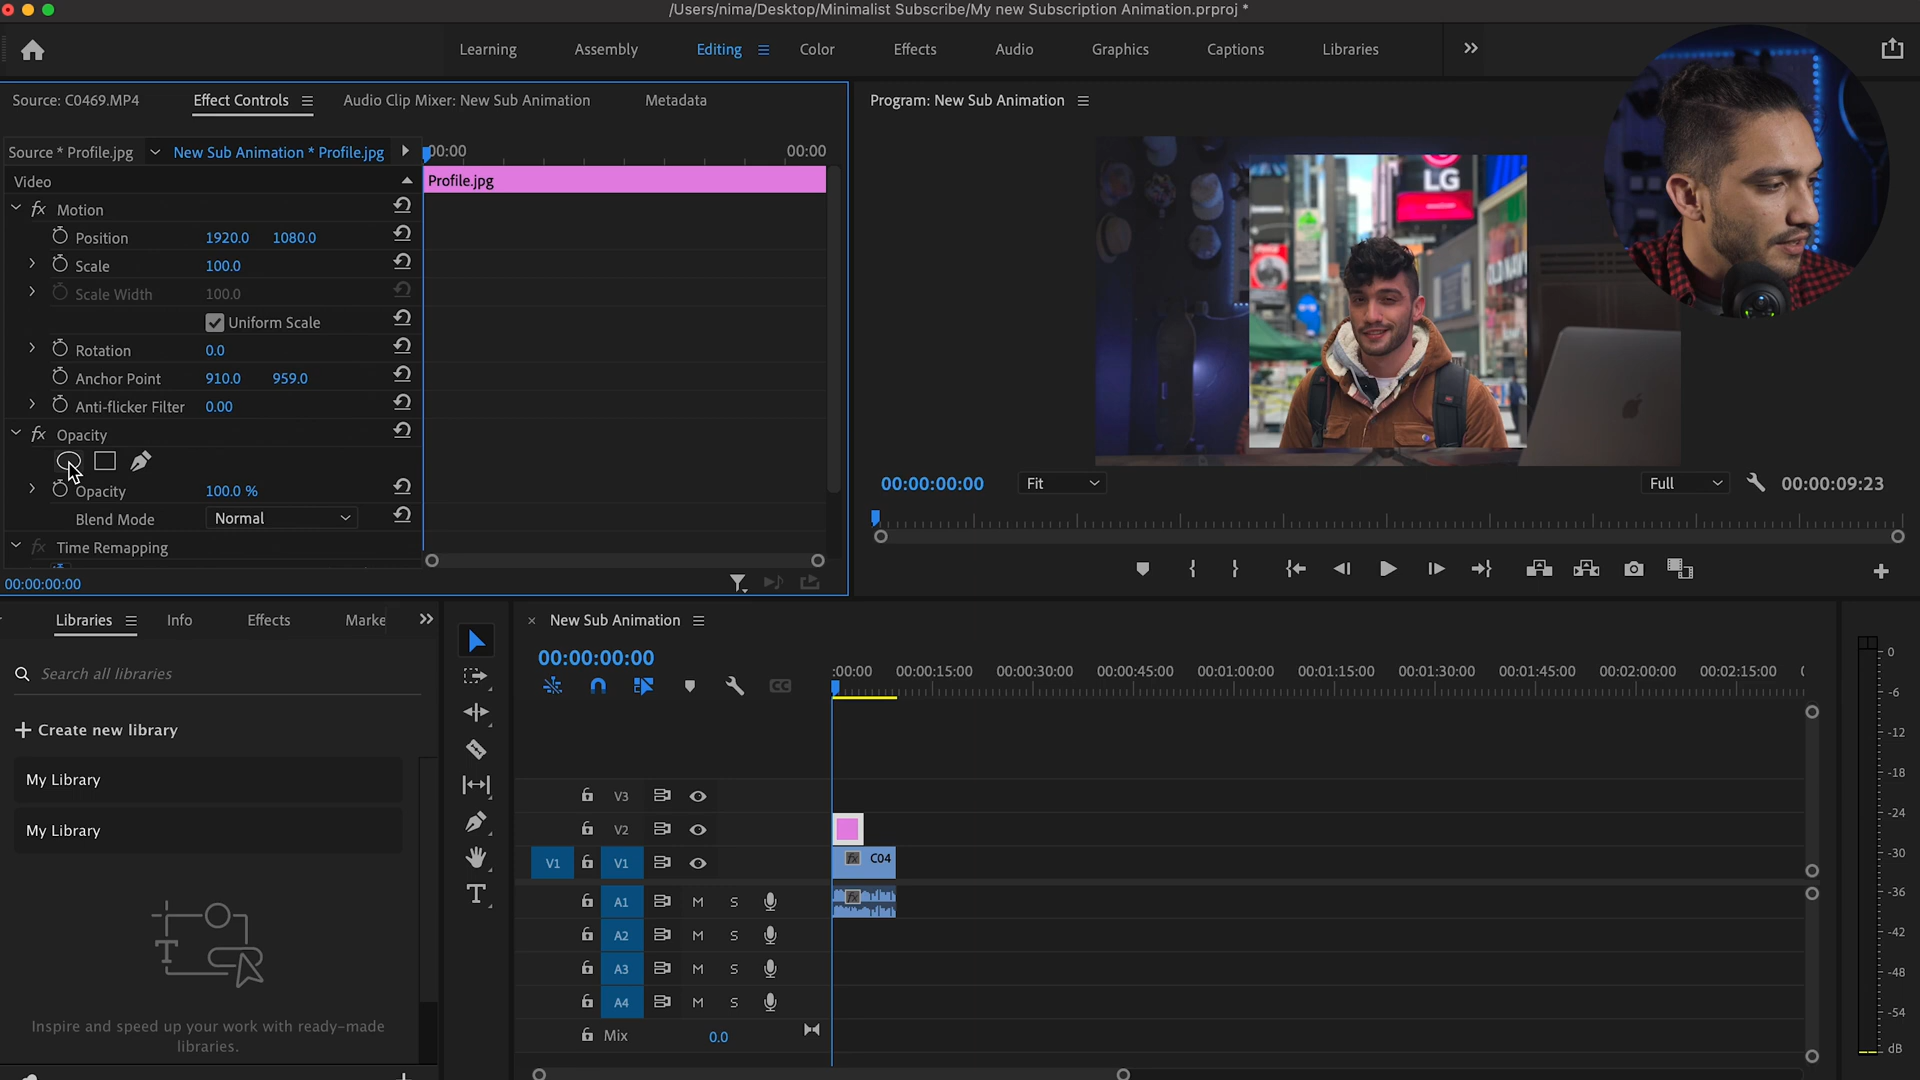 /Users/nima/Desktop/Minimalist Subscribe/My new Subscription Animation.prproj *
Learning Assembly Editing Color Effects Audio Graphics Captions Libraries
Source: C0469.MP4 Effect Controls Audio Clip Mixer: New Sub Animation Metadata
Program: New Sub Animation
Source * Profile.jpg New Sub Animation * Profile.jpg
:00:00 00:00
Video
Profile.jpg
fx Motion
Position 1920.0 1080.0
Scale 100.0
Scale Width 100.0
Uniform Scale
Rotation 0.0
Anchor Point 910.0 959.0
Anti-flicker Filter 0.00
fx Opacity
Opacity 100.0 %
Blend Mode Normal
fx Time Remapping
00:00:00:00
LG
OLD NAVY
00:00:00:00 Fit Full 00:00:09:23
Libraries Info Effects Marke
Search all libraries
Create new library
My Library
My Library
Inspire and speed up your work with ready-made
libraries.
New Sub Animation
00:00:00:00
:00:00 00:00:15:00 00:00:30:00 00:00:45:00 00:01:00:00 00:01:15:00 00:01:30:00 00:01:45:00 00:02:00:00 00:02:15:00
CC
V3
V2
V1 V1 fx C04
A1 M S fx
A2 M S
A3 M S
A4 M S
Mix 0.0
0
-6
-12
-18
-24
-30
-36
-42
-48
-54
dB